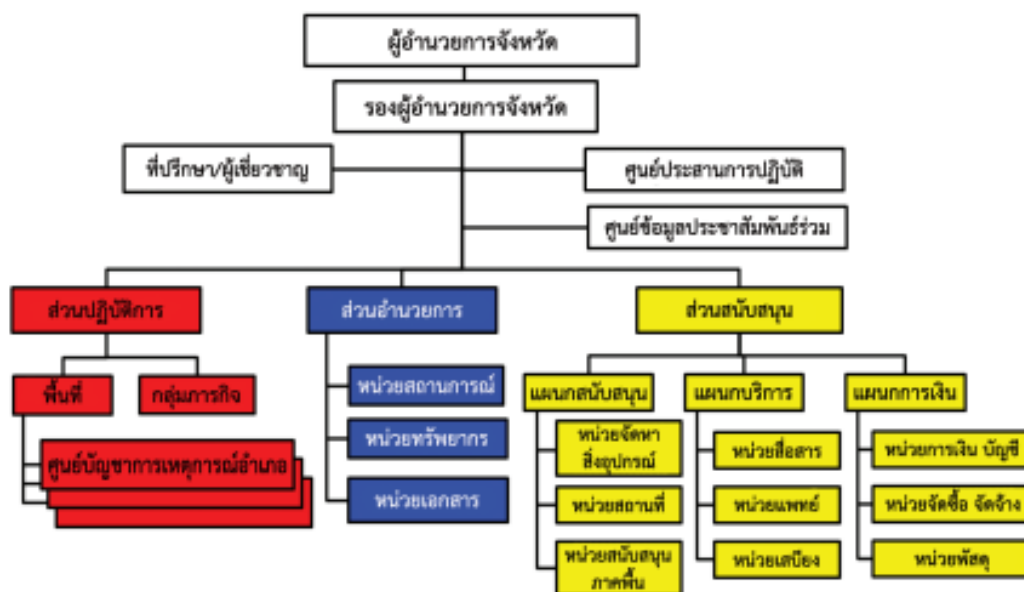 ผู้อำนวยการจังหวัด
รองผู้อำนวยการจังหวัด
ที่ปรึกษา/ผู้เชี่ยวชาญ
ศูนย์ประสานการปฏิบัติ
ศูนย์ข้อมูลประชาสัมพันธ์ร่วม
ส่วนปฏิบัติการ
ส่วนอำนวยการ
ส่วนสนับสนุน
พื้นที่
กลุ่มภารกิจ
ศูนย์บัญชาการเหตุการณ์อำเภอ
หน่วยสถานการณ์
หน่วยทรัพยากร
หน่วยเอกสาร
แผนกสนับสนุน
แผนกบริการ
แผนกการเงิน
หน่วยจัดหา
สิ่งอุปกรณ์
หน่วยสถานที่
หน่วยสนับสนุน
ภาคพื้น
หน่วยสื่อสาร
หน่วยแพทย์
หน่วยเสบียง
หน่วยการเงิน บัญชี
หน่วยจัดซื้อ จัดจ้าง
หน่วยพัสดุ